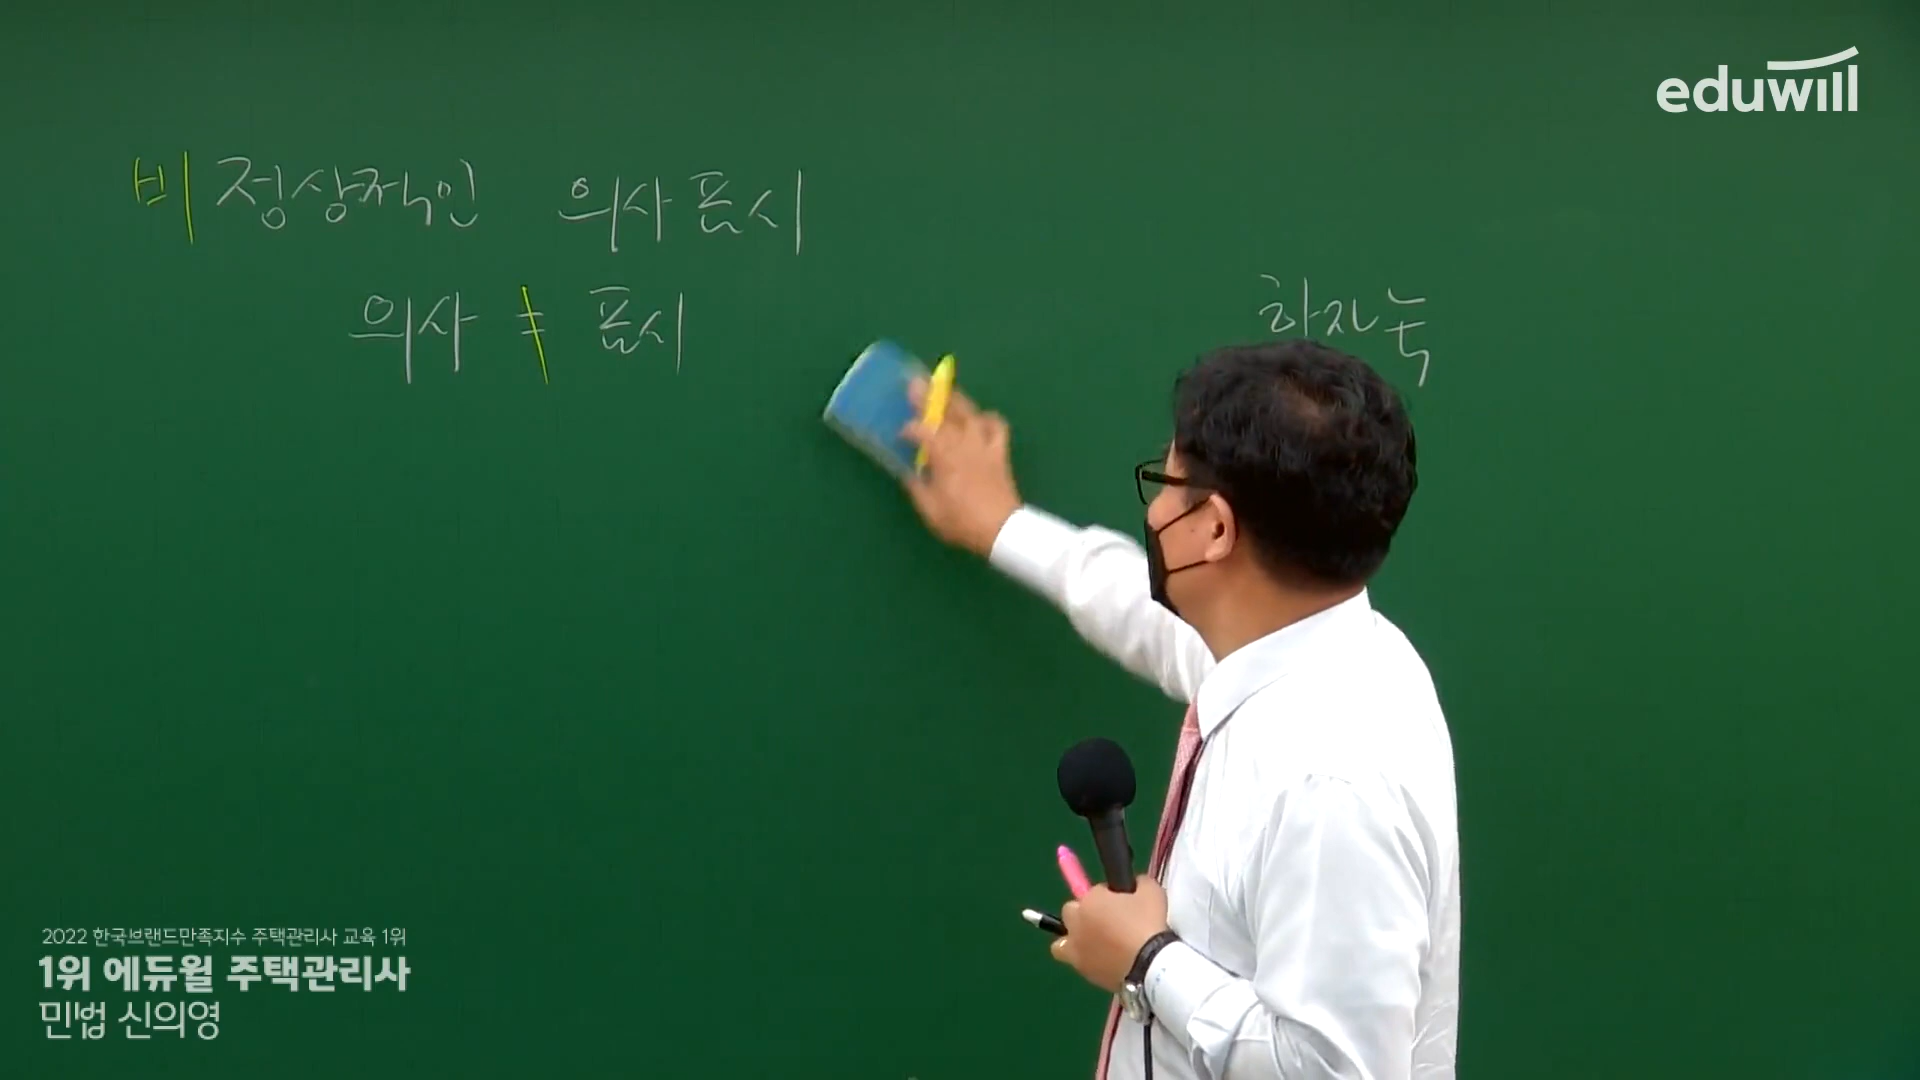 eduwill
비정상적인 의사표시
의사 ≠ 표시
하자 녹
2022 한국브랜드만족지수 주택관리사 교육 1위
1위 에듀윌 주택관리사
민법 신의영